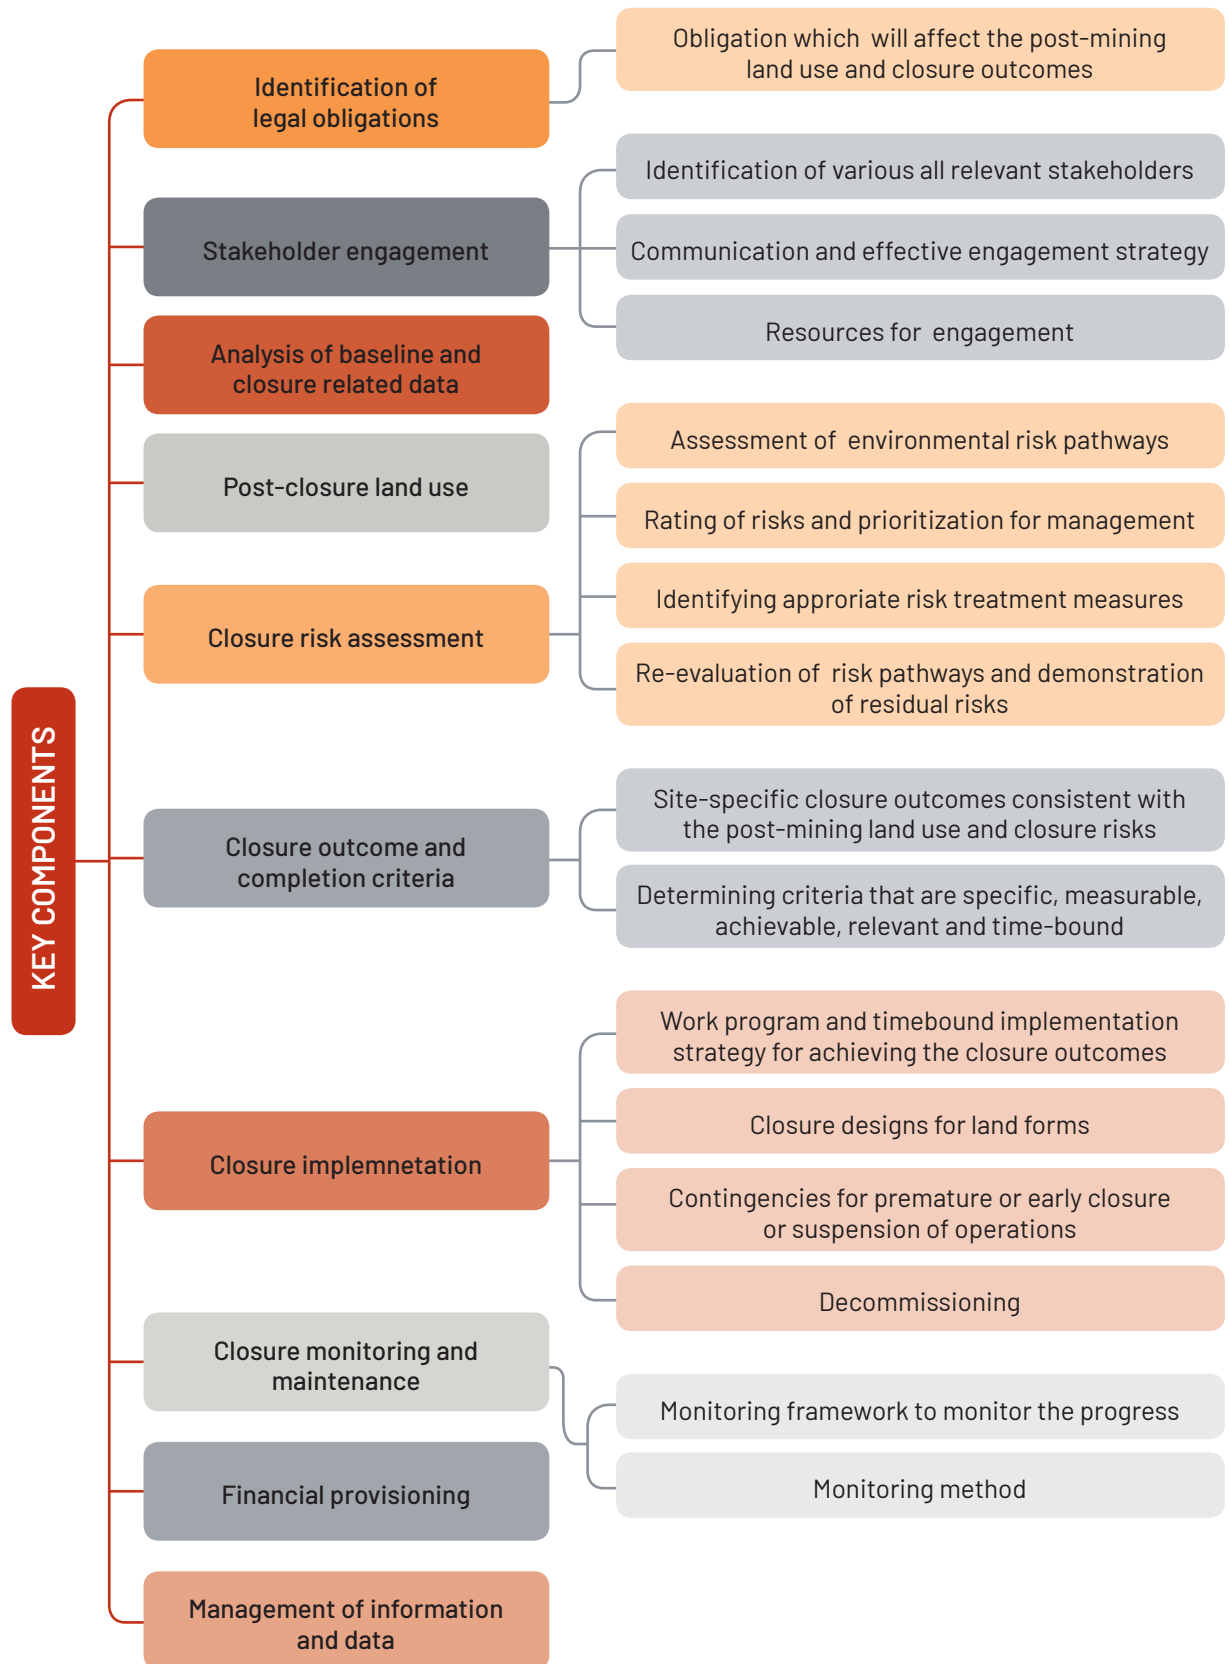 KEY COMPONENTS
Identification of
legal obligations
Obligation which will affect the post-mining
land use and closure outcomes
Stakeholder engagement
Identification of various all relevant stakeholders
Communication and effective engagement strategy
Resources for engagement
Analysis of baseline and
closure related data
Post-closure land use
Closure risk assessment
Assessment of environmental risk pathways
Rating of risks and prioritization for management
Identifying approriate risk treatment measures
Re-evaluation of risk pathways and demonstration
of residual risks
Closure outcome and
completion criteria
Site-specific closure outcomes consistent with
the post-mining land use and closure risks
Determining criteria that are specific, measurable,
achievable, relevant and time-bound
Closure implemnetation
Work program and timebound implementation
strategy for achieving the closure outcomes
Closure designs for land forms
Contingencies for premature or early closure
or suspension of operations
Decommissioning
Closure monitoring and
maintenance
Monitoring framework to monitor the progress
Monitoring method
Financial provisioning
Management of information
and data